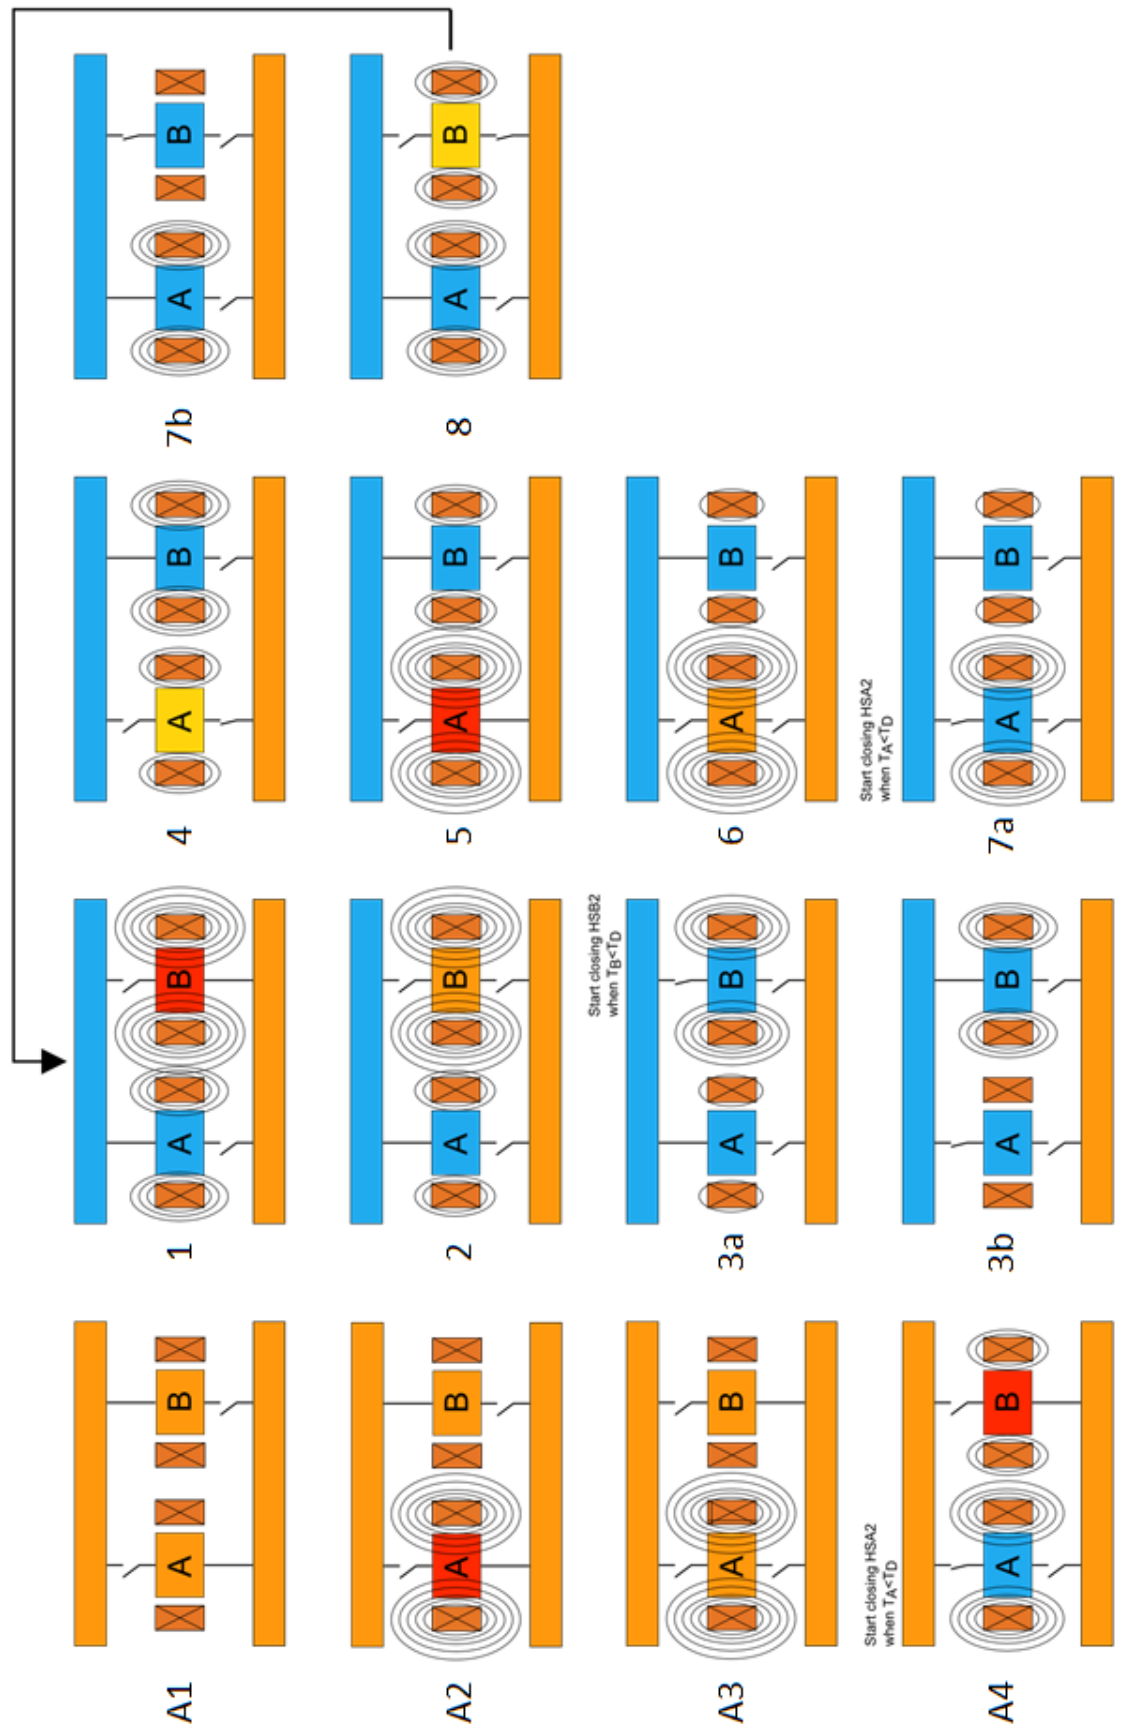 A1
A
B
1
A
B
4
A
B
7b
A
B
A2
A
B
2
A
B
5
A
B
8
A
B
A3
A
B
Start closing HSB2
when TB<TD
3a
A
B
6
A
B
Start closing HSA2
when TA<TD
A4
A
B
3b
A
B
Start closing HSA2
when TA<TD
7a
A
B